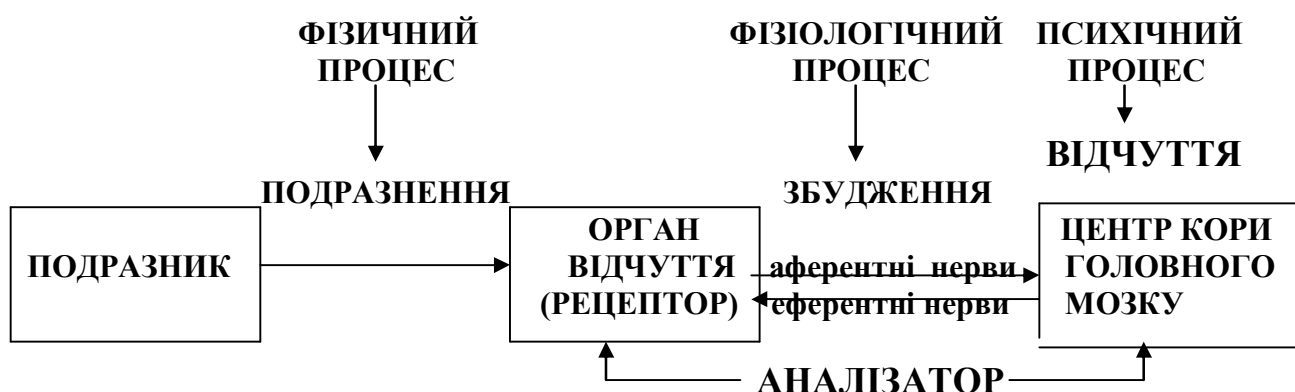 ФІЗИЧНИЙ ФІЗІОЛОГІЧНИЙ ПСИХІЧНИЙ
ПРОЦЕС ПРОЦЕС ПРОЦЕС
ВІДЧУТТЯ
ПОДРАЗНЕННЯ ЗБУДЖЕННЯ
ОРГАН ЦЕНТР КОРИ
ПОДРАЗНИК ВІДЧУТТЯ аферентні нерви ГОЛОВНОГО
(РЕЦЕПТОР) еферентні нерви МОЗКУ
АНАЛІЗАТОР